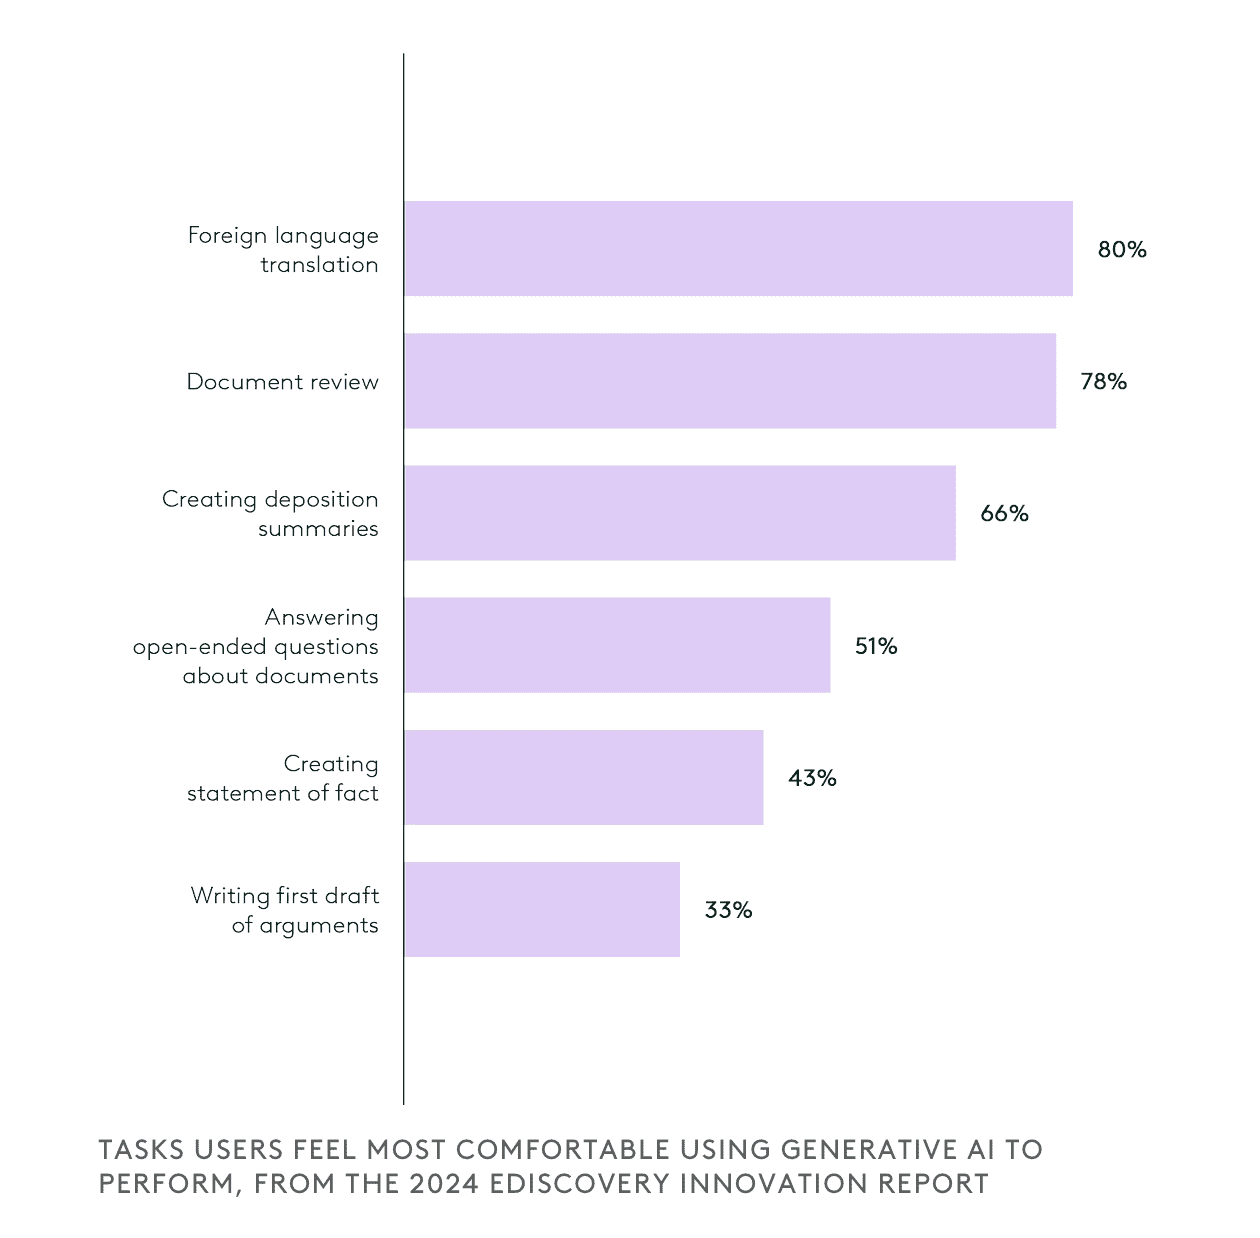 Foreign language
translation
80%
Document review
78%
Creating deposition
summaries
66%
Answering
open-ended questions
about documents
51%
Creating
statement of fact
43%
Writing first draft
of arguments
33%
TASKS USERS FEEL MOST COMFORTABLE USING GENERATIVE AI TO
PERFORM, FROM THE 2024 EDISCOVERY INNOVATION REPORT